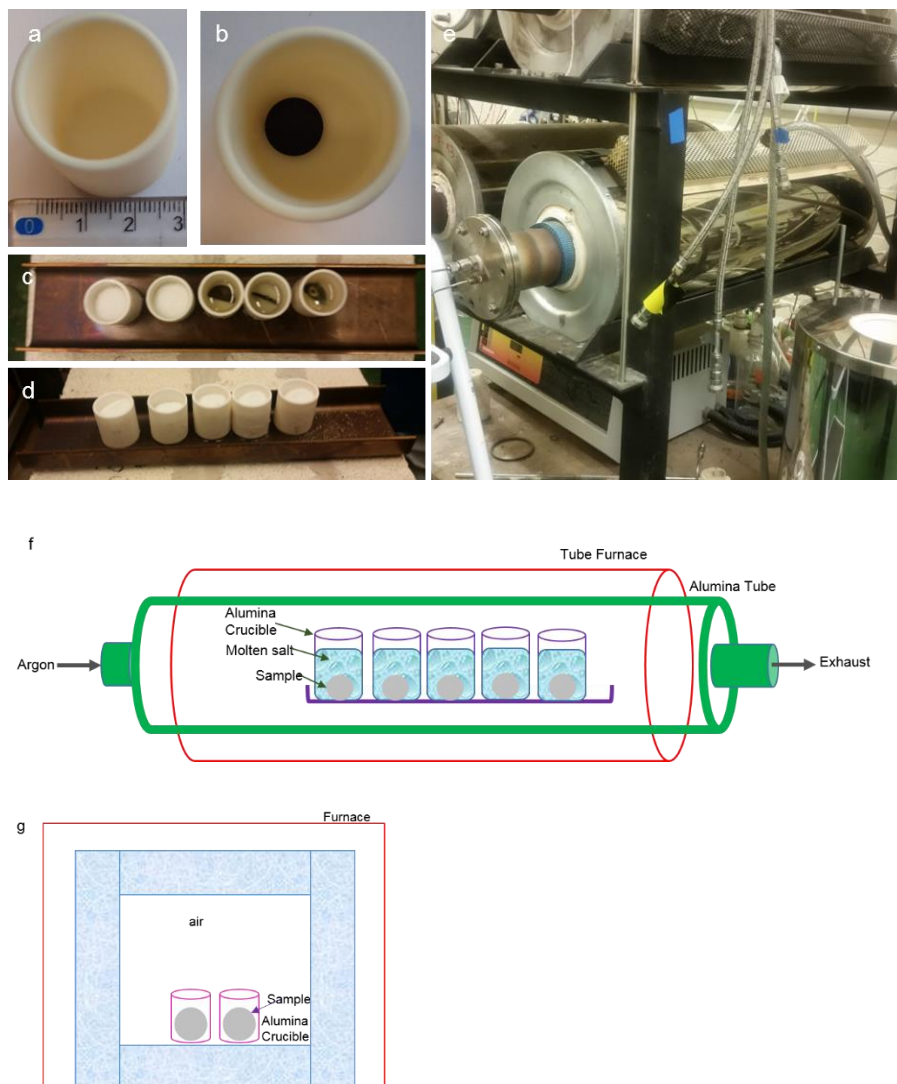 a
b
e
0 1 2 3
c
d
f
Tube Furnace
Alumina Tube
Alumina
Crucible
Molten salt
Sample
Argon
Exhaust
g
Furnace
air
Sample
Alumina
Crucible